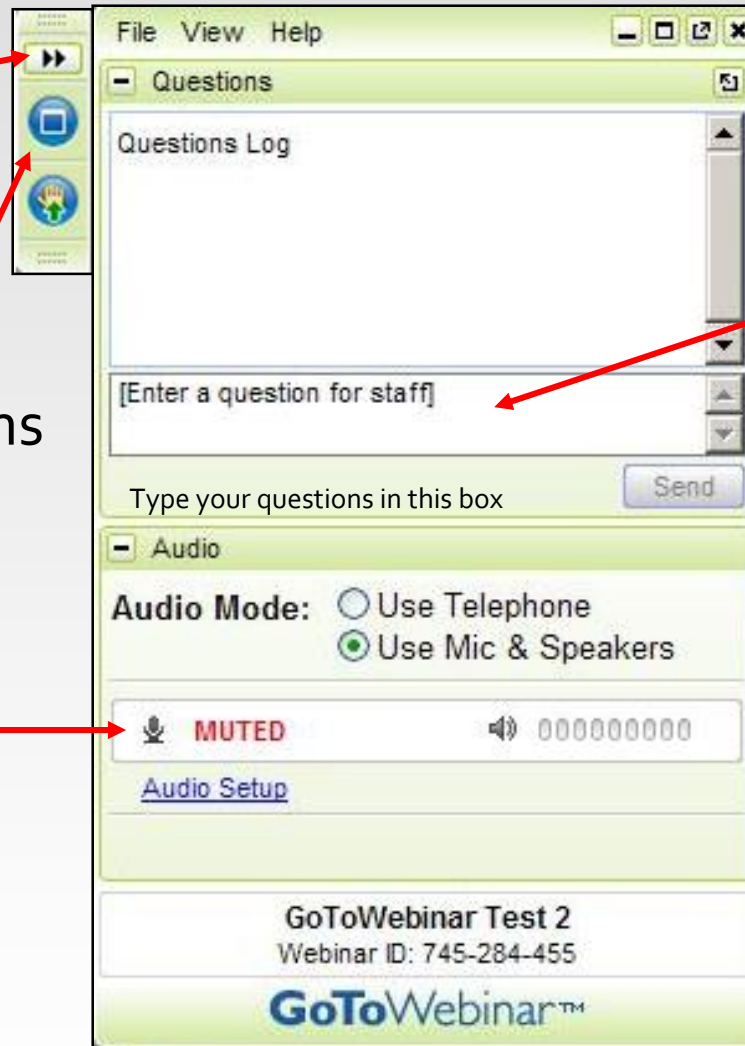 File View Help
Questions
Questions Log
[Enter a question for staff]
ns
Type your questions in this box
Send
Audio
Audio Mode: Use Telephone
Use Mic & Speakers
MUTED 000000000
Audio Setup
GoToWebinar Test 2
Webinar ID: 745-284-455
GoToWebinar™